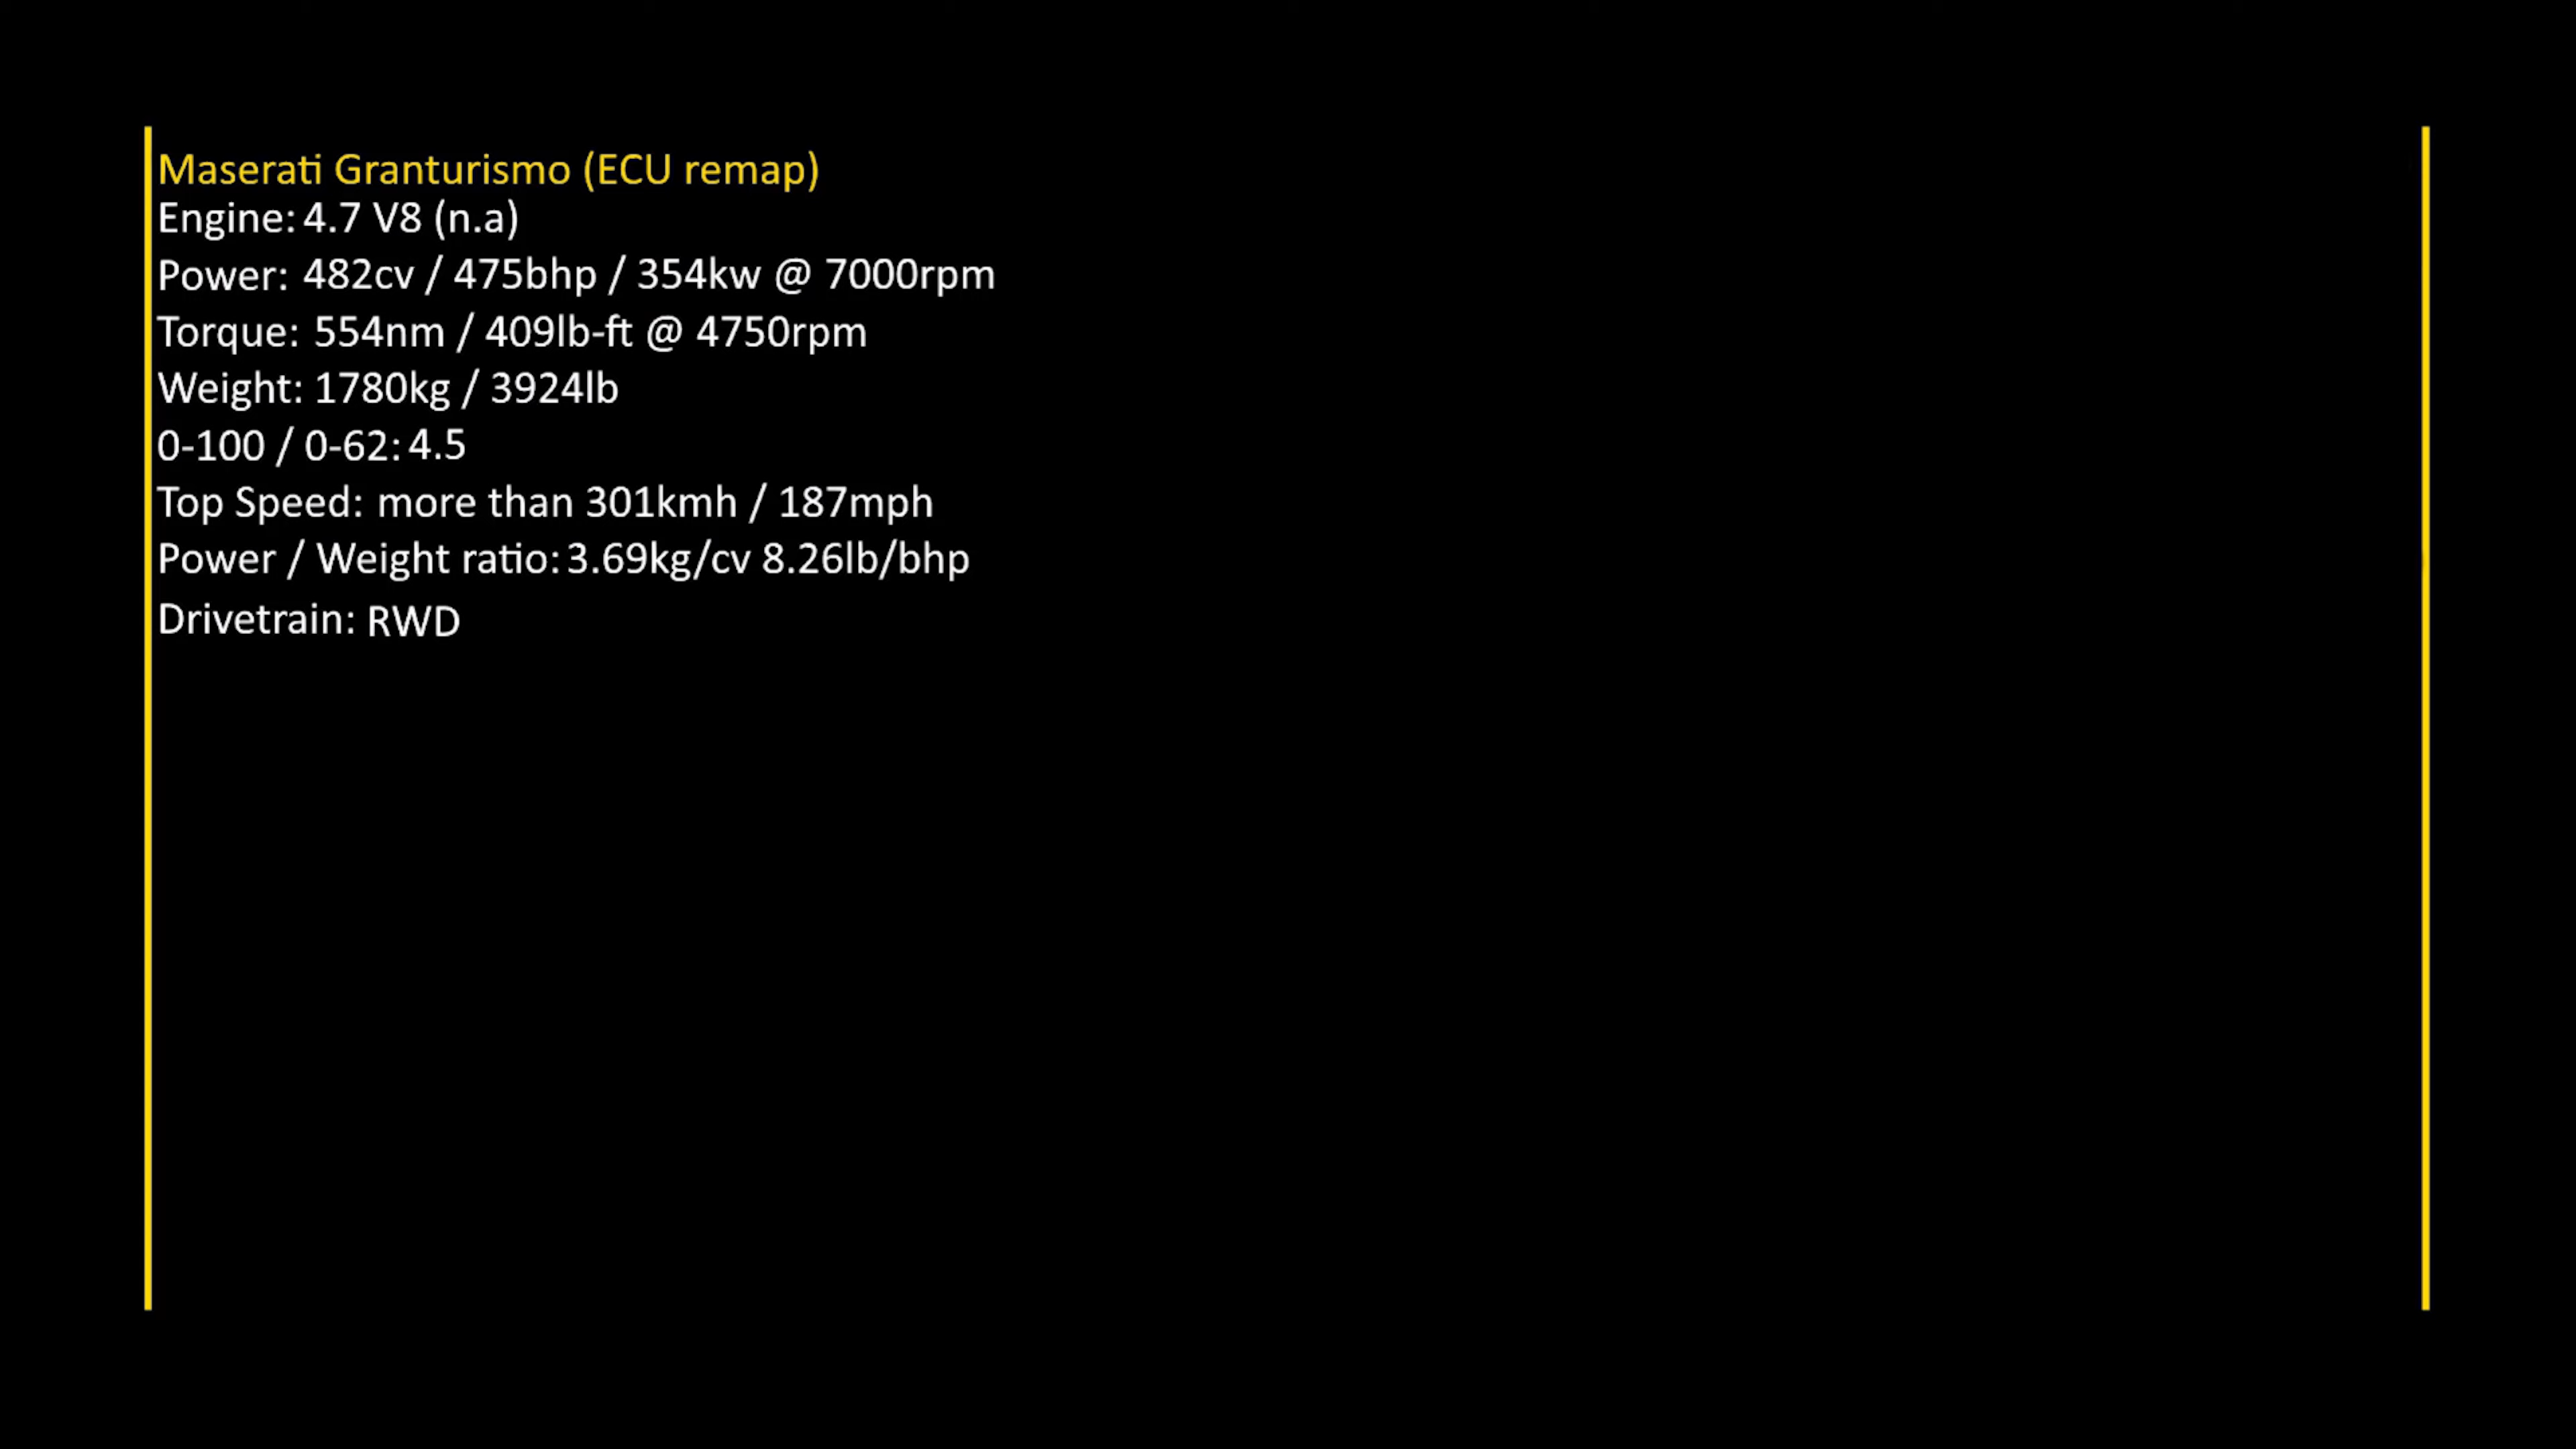 Maserati Granturismo (ECU remap)
Engine: 4.7 V8 (n.a)
Power: 482cv / 475bhp / 354kw @ 7000rpm
Torque: 554nm / 409lb-ft @ 4750rpm
Weight: 1780kg / 3924lb
0-100 / 0-62: 4.5
Top Speed: more than 301kmh / 187mph
Power / Weight ratio: 3.69kg/cv 8.26lb/bhp
Drivetrain: RWD